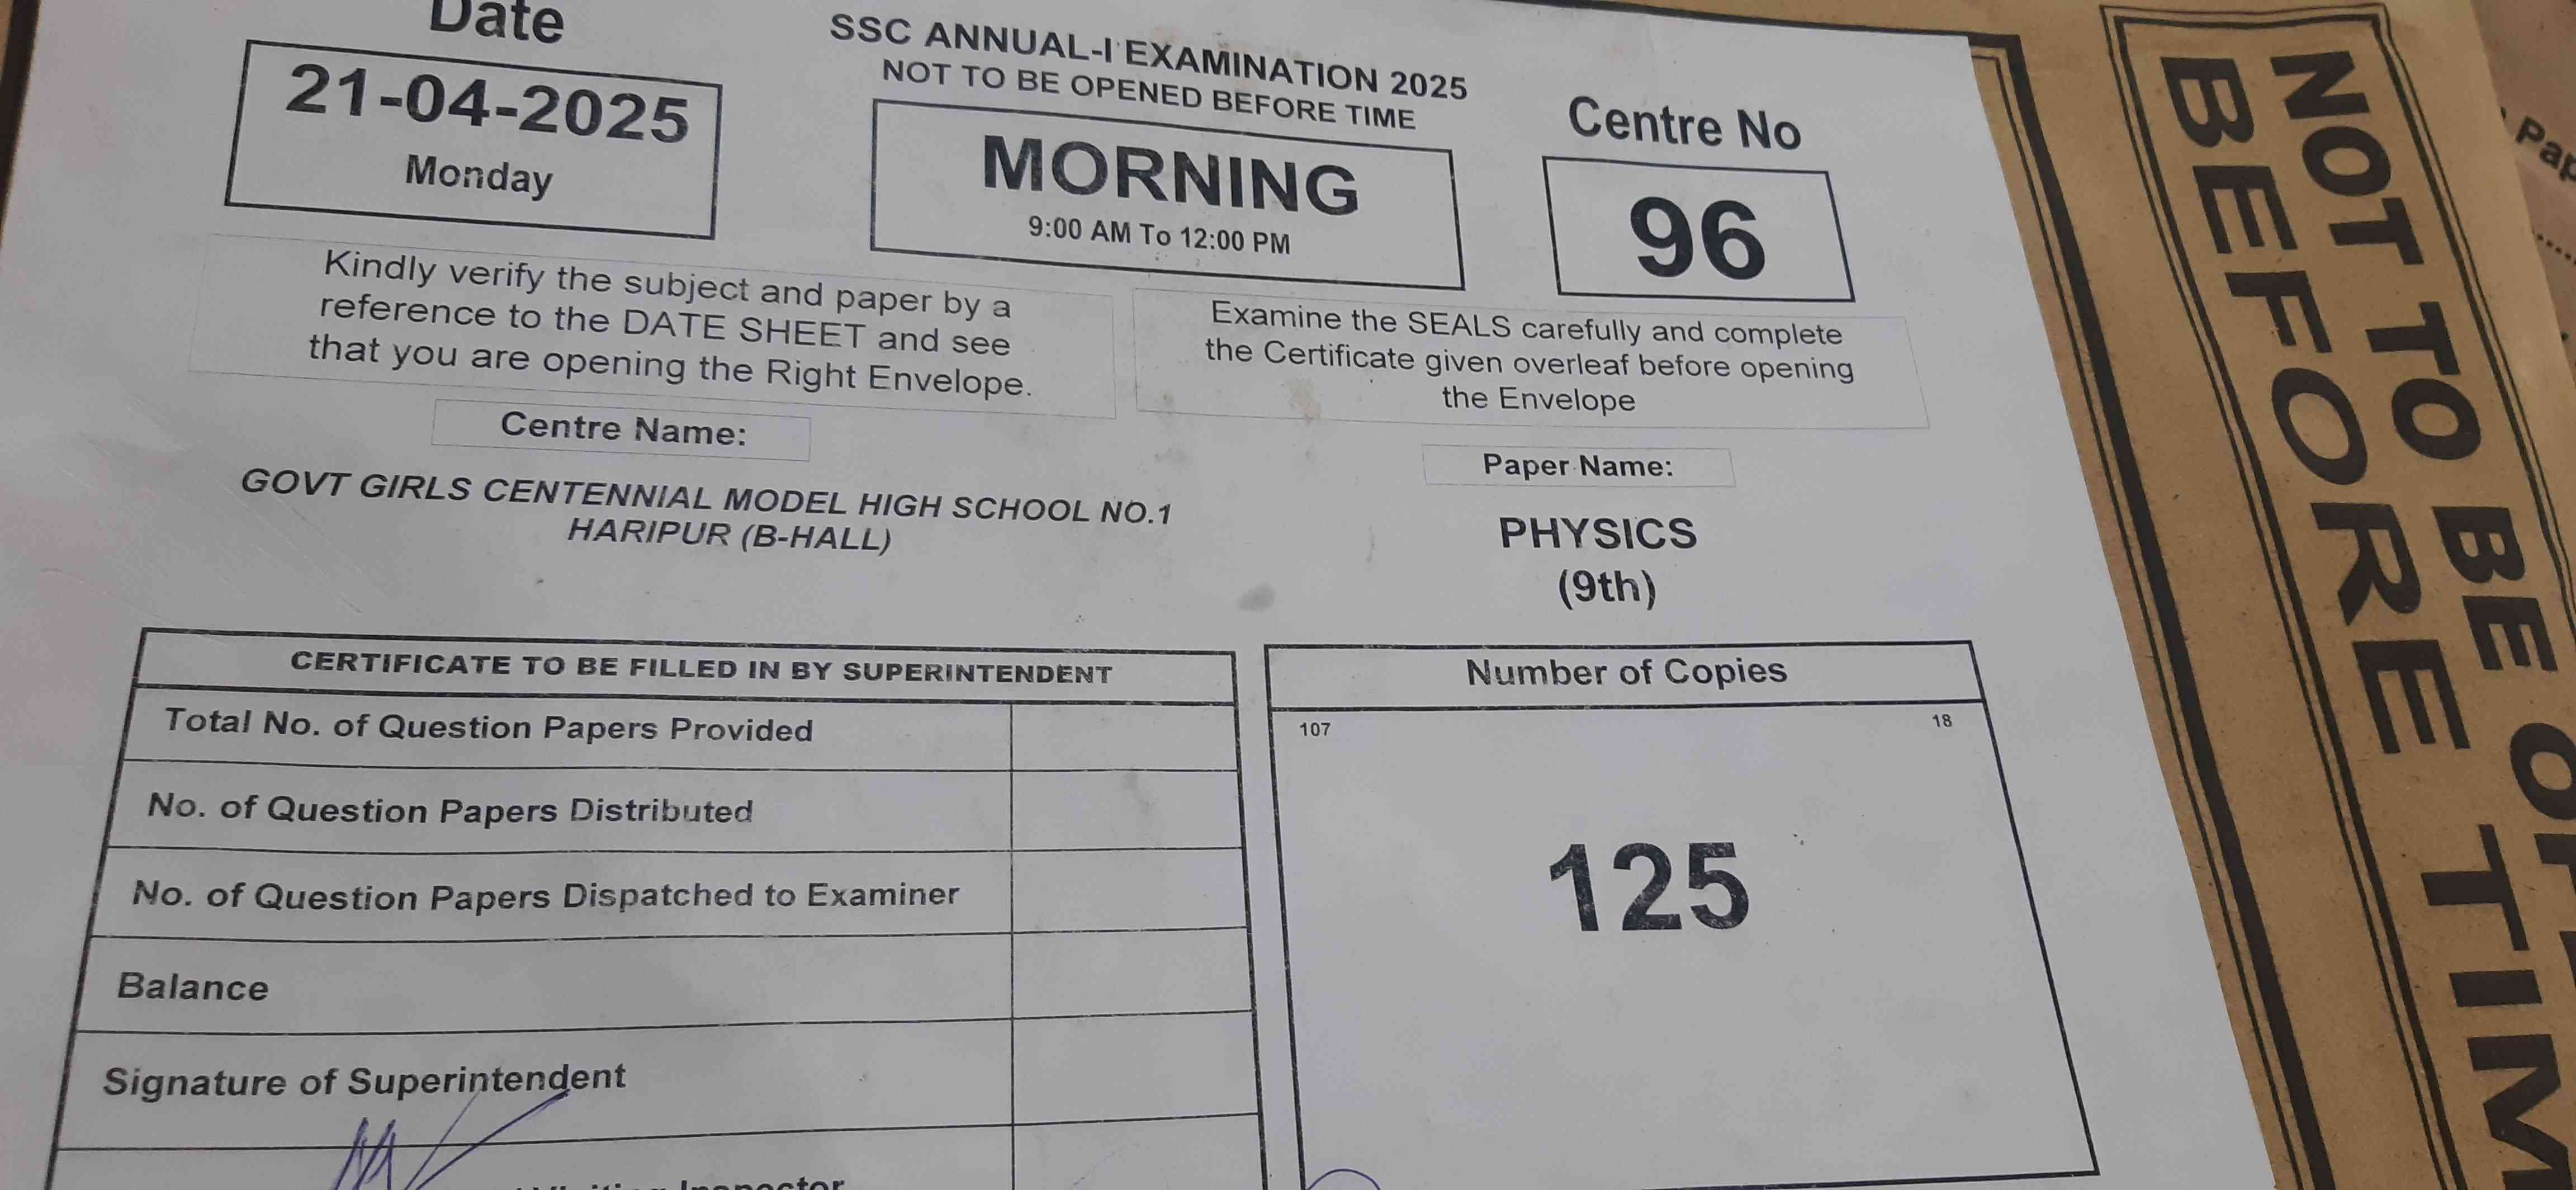 Date
21-04-2025
Monday
SSC ANNUAL-I EXAMINATION 2025
NOT TO BE OPENED BEFORE TIME
MORNING
9:00 AM To 12:00 PM
Centre No
96
Kindly verify the subject and paper by a
reference to the DATE SHEET and see
that you are opening the Right Envelope.
Examine the SEALS carefully and complete
the Certificate given overleaf before opening
the Envelope
Centre Name:
GOVT GIRLS CENTENNIAL MODEL HIGH SCHOOL NO.1
HARIPUR (B-HALL)
Paper Name:
PHYSICS
(9th)
CERTIFICATE TO BE FILLED IN BY SUPERINTENDENT
Total No. of Question Papers Provided
No. of Question Papers Distributed
No. of Question Papers Dispatched to Examiner
Balance
Signature of Superintendent
Inspector
Number of Copies
107
18
125
NOT TO BE
BEFORE TIM
Pap